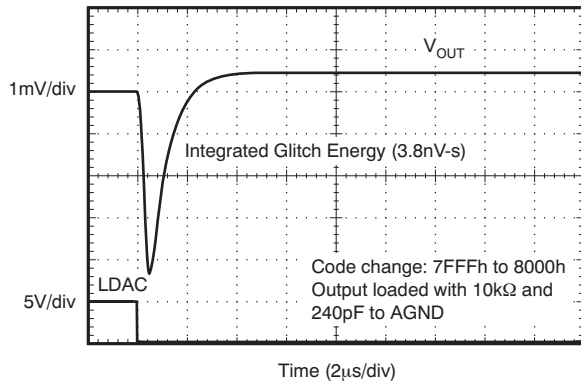 V_OUT
1mV/div
Integrated Glitch Energy (3.8nV-s)
LDAC
Code change: 7FFFh to 8000h
Output loaded with 10kΩ and
240pF to AGND
5V/div
Time (2μs/div)